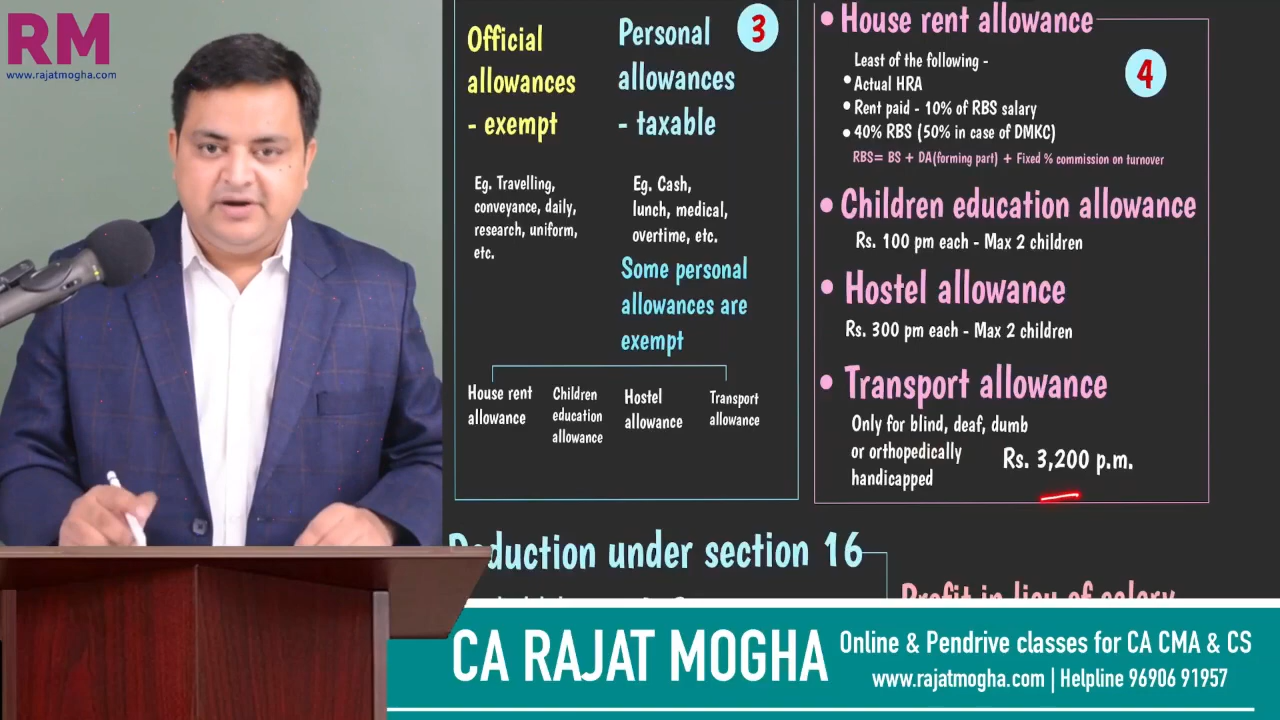 RM
www.rajatmogha.com
Official
allowances
- exempt
Eg. Travelling,
conveyance, daily,
research, uniform,
etc.
Personal
allowances
- taxable
3
Eg. Cash,
lunch, medical,
overtime, etc.
Some personal
allowances are
exempt
House rent
allowance
Children
education
allowance
Hostel
allowance
Transport
allowance
• House rent allowance
4
Least of the following -
• Actual HRA
• Rent paid - 10% of RBS salary
• 40% RBS (50% in case of DMKC)
RBS= BS + DA(forming part) + Fixed % commission on turnover
• Children education allowance
Rs. 100 pm each - Max 2 children
• Hostel allowance
Rs. 300 pm each - Max 2 children
• Transport allowance
Only for blind, deaf, dumb
or orthopedically
handicapped
Rs. 3,200 p.m.
Deduction under section 16
Profit in lieu of salary
CA RAJAT MOGHA
Online & Pendrive classes for CA CMA & CS
www.rajatmogha.com | Helpline 96906 91957